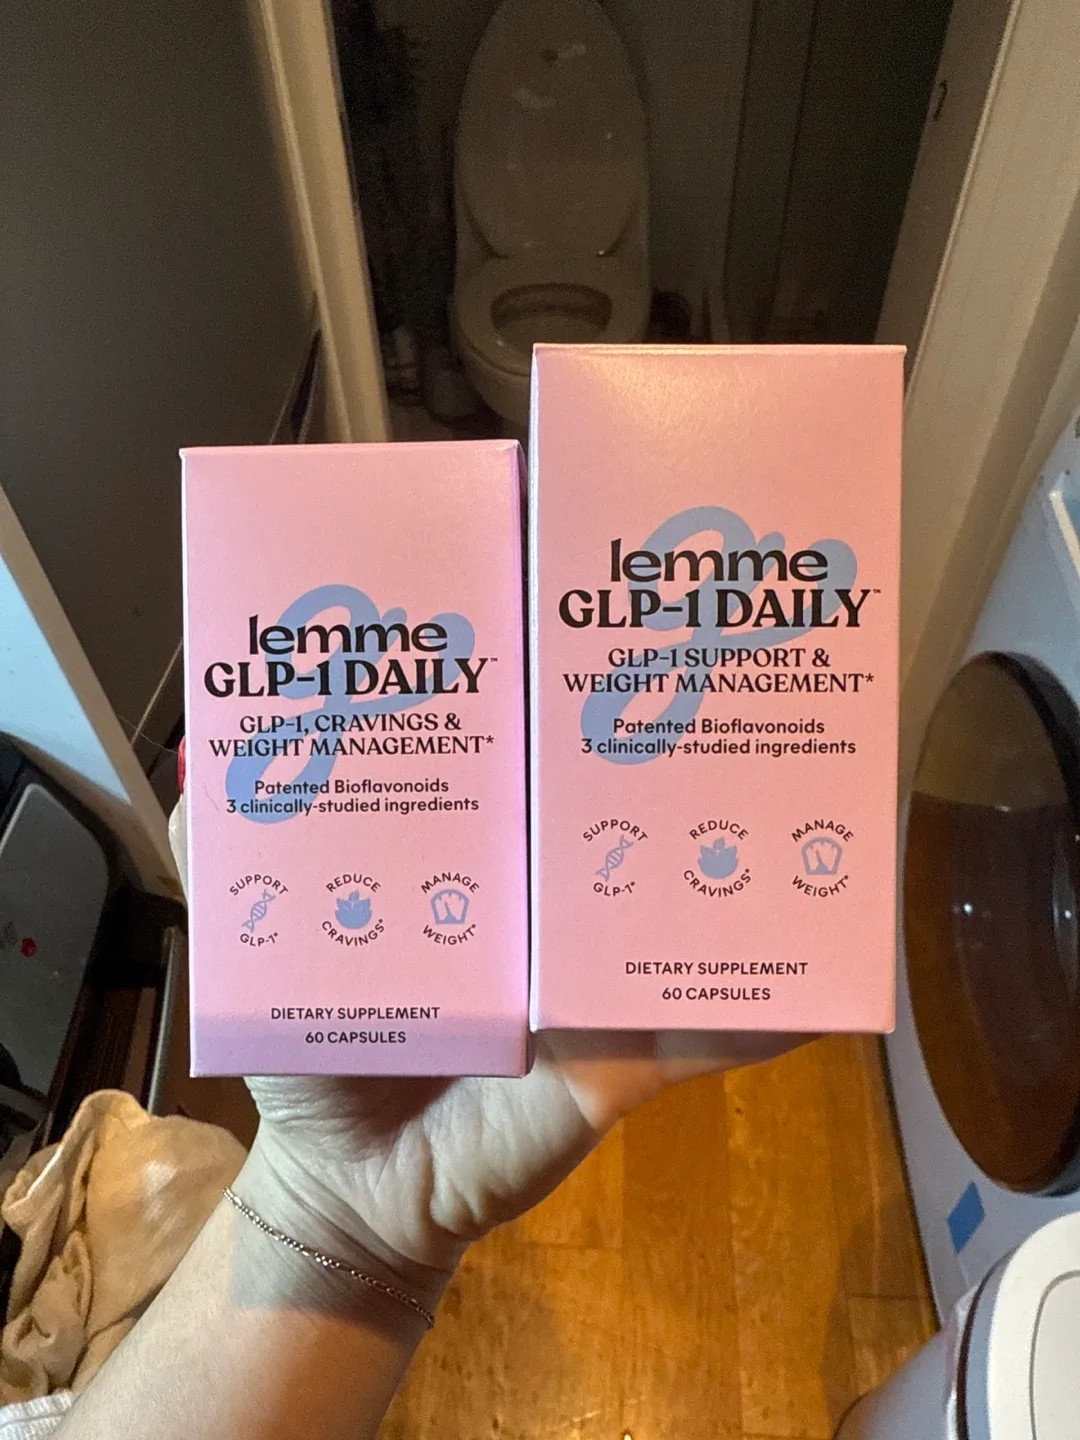 lemme
GLP-1 DAILY™
GLP-1, CRAVINGS &
WEIGHT MANAGEMENT*
Patented Bioflavonoids
3 clinically-studied ingredients
SUPPORT
GLP-1*
REDUCE
CRAVINGS*
MANAGE
WEIGHT*
DIETARY SUPPLEMENT
60 CAPSULES
lemme
GLP-1 DAILY™
GLP-1 SUPPORT &
WEIGHT MANAGEMENT*
Patented Bioflavonoids
3 clinically-studied ingredients
SUPPORT
GLP-1*
REDUCE
CRAVINGS*
MANAGE
WEIGHT*
DIETARY SUPPLEMENT
60 CAPSULES